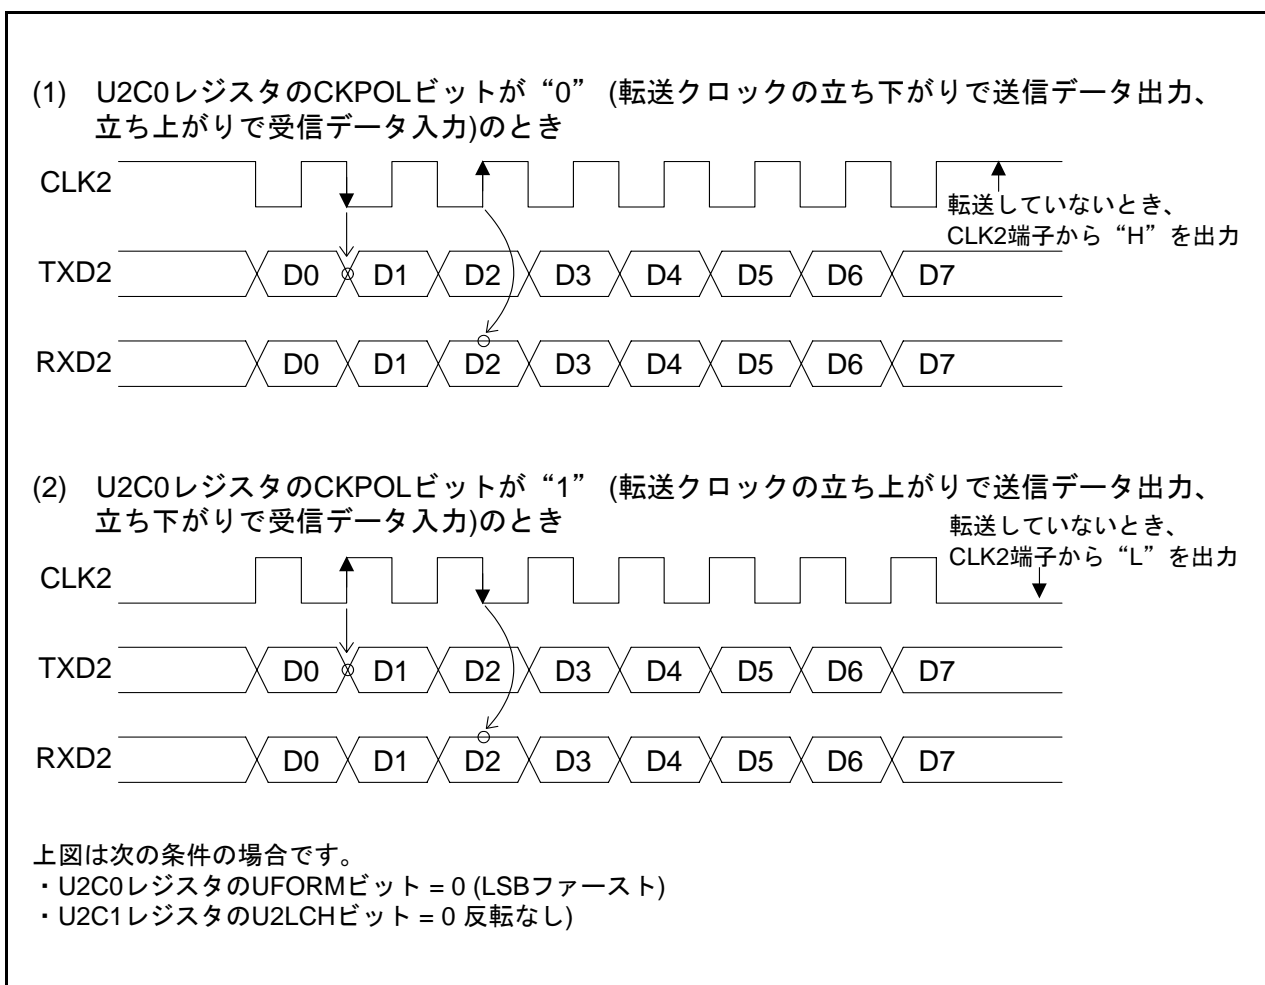 (1) U2C0レジスタのCKPOLビットが“0” (転送クロックの立ち下がりで送信データ出力、
立ち上がりで受信データ入力)のとき
CLK2
転送していないとき、
CLK2端子から“H”を出力
TXD2 D0 D1 D2 D3 D4 D5 D6 D7
RXD2 D0 D1 D2 D3 D4 D5 D6 D7
(2) U2C0レジスタのCKPOLビットが“1” (転送クロックの立ち上がりで送信データ出力、
立ち下がりで受信データ入力)のとき
転送していないとき、
CLK2端子から“L”を出力
CLK2
TXD2 D0 D1 D2 D3 D4 D5 D6 D7
RXD2 D0 D1 D2 D3 D4 D5 D6 D7
上図は次の条件の場合です。
・U2C0レジスタのUFORMビット = 0 (LSBファースト)
・U2C1レジスタのU2LCHビット = 0 反転なし)